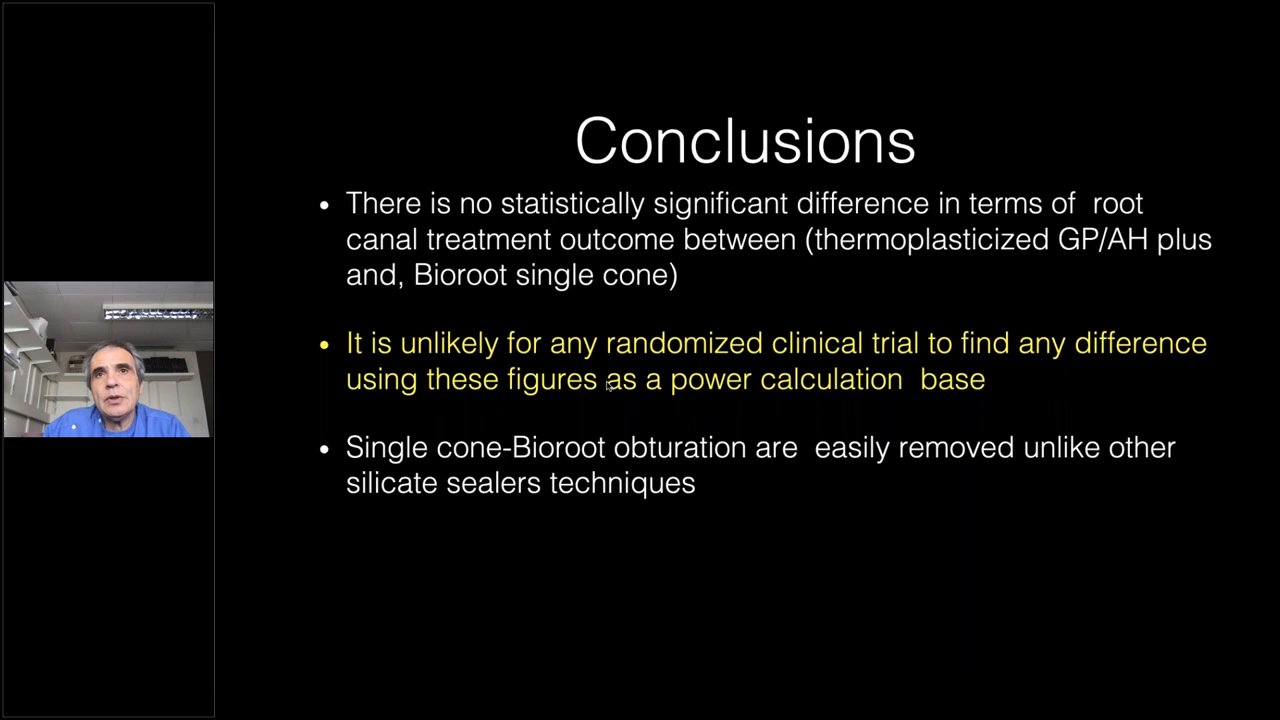 Conclusions
• There is no statistically significant difference in terms of  root
canal treatment outcome between (thermoplasticized GP/AH plus
and, Bioroot single cone)
• It is unlikely for any randomized clinical trial to find any difference
using these figures as a power calculation  base
• Single cone-Bioroot obturation are  easily removed unlike other
silicate sealers techniques